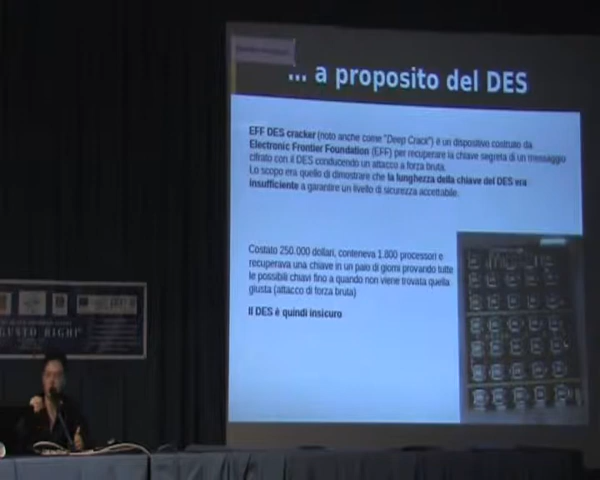 ... a proposito del DES
EFF DES cracker (noto anche come "Deep Crack") è un dispositivo costruito da
Electronic Frontier Foundation (EFF) per recuperare la chiave segreta di un messaggio
cifrato con il DES conducendo un attacco a forza bruta.
Lo scopo era quello di dimostrare che la lunghezza della chiave del DES era
insufficiente a garantire un livello di sicurezza accettabile.
Costato 250.000 dollari, conteneva 1.800 processori e
recuperava una chiave in un paio di giorni provando tutte
le possibili chiavi fino a quando non viene trovata quella
giusta (attacco di forza bruta)
Il DES è quindi insicuro
GUSTO RIGHI"